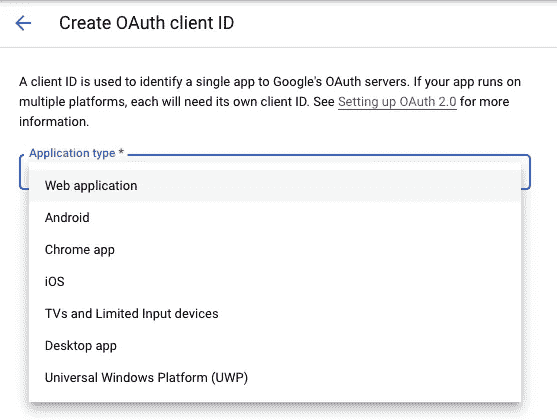 Create OAuth client ID
A client ID is used to identify a single app to Google's OAuth servers. If your app runs on
multiple platforms, each will need its own client ID. See Setting up OAuth 2.0 for more
information.
Application type *
Web application
Android
Chrome app
iOS
TVs and Limited Input devices
Desktop app
Universal Windows Platform (UWP)